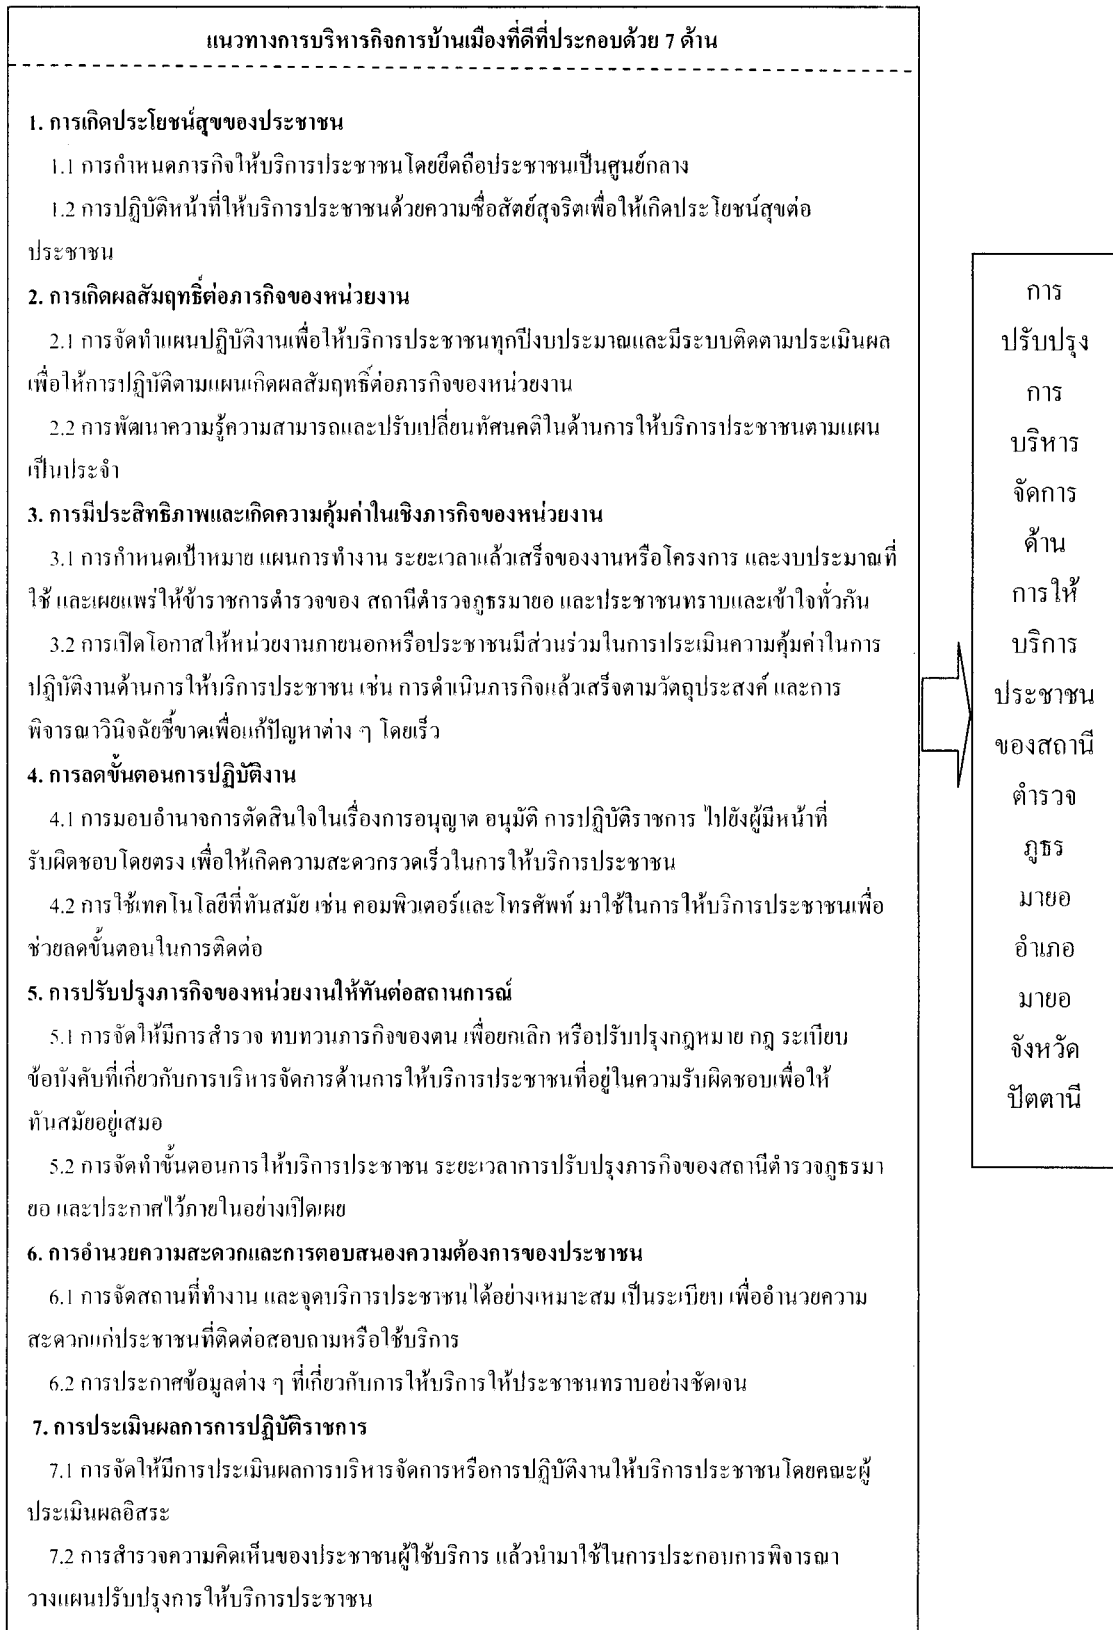 แนวทางการบริหารกิจการบ้านเมืองที่ดีที่ประกอบด้วย 7 ด้าน
1. การเกิดประโยชน์สุขของประชาชน
1.1 การกำหนดภารกิจให้บริการประชาชนโดยยึดถือประชาชนเป็นศูนย์กลาง
1.2 การปฏิบัติหน้าที่ให้บริการประชาชนด้วยความซื่อสัตย์สุจริตเพื่อให้เกิดประโยชน์สุขต่อ
ประชาชน
2. การเกิดผลสัมฤทธิ์ต่อภารกิจของหน่วยงาน
2.1 การจัดทำแผนปฏิบัติงานเพื่อให้บริการประชาชนทุกปีงบประมาณและมีระบบติดตามประเมินผล
เพื่อให้การปฏิบัติตามแผนเกิดผลสัมฤทธิ์ต่อภารกิจของหน่วยงาน
2.2 การพัฒนาความรู้ความสามารถและปรับเปลี่ยนทัศนคติในด้านการให้บริการประชาชนตามแผน
เป็นประจำ
3. การมีประสิทธิภาพและเกิดความคุ้มค่าในเชิงภารกิจของหน่วยงาน
3.1 การกำหนดเป้าหมาย แผนการทำงาน ระยะเวลาแล้วเสร็จของงานหรือโครงการ และงบประมาณที่
ใช้ และเผยแพร่ให้ข้าราชการตำรวจของ สถานีตำรวจภูธรมายอ และประชาชนทราบและเข้าใจทั่วกัน
3.2 การเปิดโอกาสให้หน่วยงานภายนอกหรือประชาชนมีส่วนร่วมในการประเมินความคุ้มค่าในการ
ปฏิบัติงานด้านการให้บริการประชาชน เช่น การดำเนินภารกิจแล้วเสร็จตามวัตถุประสงค์ และการ
พิจารณาวินิจฉัยชี้ขาดเพื่อแก้ปัญหาต่าง ๆ โดยเร็ว
4. การลดขั้นตอนการปฏิบัติงาน
4.1 การมอบอำนาจการตัดสินใจในเรื่องการอนุญาต อนุมัติ การปฏิบัติราชการ ไปยังผู้มีหน้าที่
รับผิดชอบโดยตรง เพื่อให้เกิดความสะดวกรวดเร็วในการให้บริการประชาชน
4.2 การใช้เทคโนโลยีที่ทันสมัย เช่น คอมพิวเตอร์และโทรศัพท์ มาใช้ในการให้บริการประชาชนเพื่อ
ช่วยลดขั้นตอนในการติดต่อ
5. การปรับปรุงภารกิจของหน่วยงานให้ทันต่อสถานการณ์
5.1 การจัดให้มีการสำรวจ ทบทวนภารกิจของตน เพื่อยกเลิก หรือปรับปรุงกฎหมาย กฎ ระเบียบ
ข้อบังคับที่เกี่ยวกับการบริหารจัดการด้านการให้บริการประชาชนที่อยู่ในความรับผิดชอบเพื่อให้
ทันสมัยอยู่เสมอ
5.2 การจัดทำขั้นตอนการให้บริการประชาชน ระยะเวลาการปรับปรุงภารกิจของสถานีตำรวจภูธรมา
ยอ และประกาศไว้ภายในอย่างเปิดเผย
6. การอำนวยความสะดวกและการตอบสนองความต้องการของประชาชน
6.1 การจัดสถานที่ทำงาน และจุดบริการประชาชนได้อย่างเหมาะสม เป็นระเบียบ เพื่ออำนวยความ
สะดวกแก่ประชาชนที่ติดต่อสอบถามหรือใช้บริการ
6.2 การประกาศข้อมูลต่าง ๆ ที่เกี่ยวกับการให้บริการให้ประชาชนทราบอย่างชัดเจน
7. การประเมินผลการการปฏิบัติราชการ
7.1 การจัดให้มีการประเมินผลการบริหารจัดการหรือการปฏิบัติงานให้บริการประชาชนโดยคณะผู้
ประเมินผลอิสระ
7.2 การสำรวจความคิดเห็นของประชาชนผู้ใช้บริการ แล้วนำมาใช้ในการประกอบการพิจารณา
วางแผนปรับปรุงการให้บริการประชาชน
การ
ปรับปรุง
การ
บริหาร
จัดการ
ด้าน
การให้
บริการ
ประชาชน
ของสถานี
ตำรวจ
ภูธร
มายอ
อำเภอ
มายอ
จังหวัด
ปัตตานี